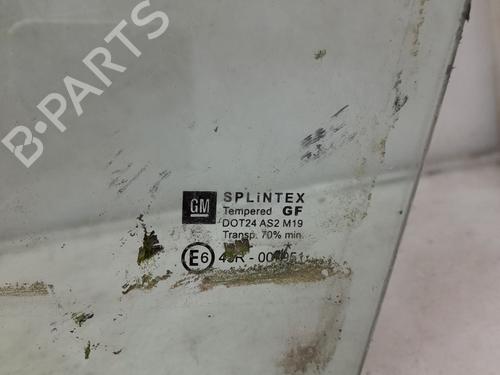 B-PARTS
GM
SPLiNTEX
Tempered GF
DOT24 AS2 M19
Transp. 70% min.
E6